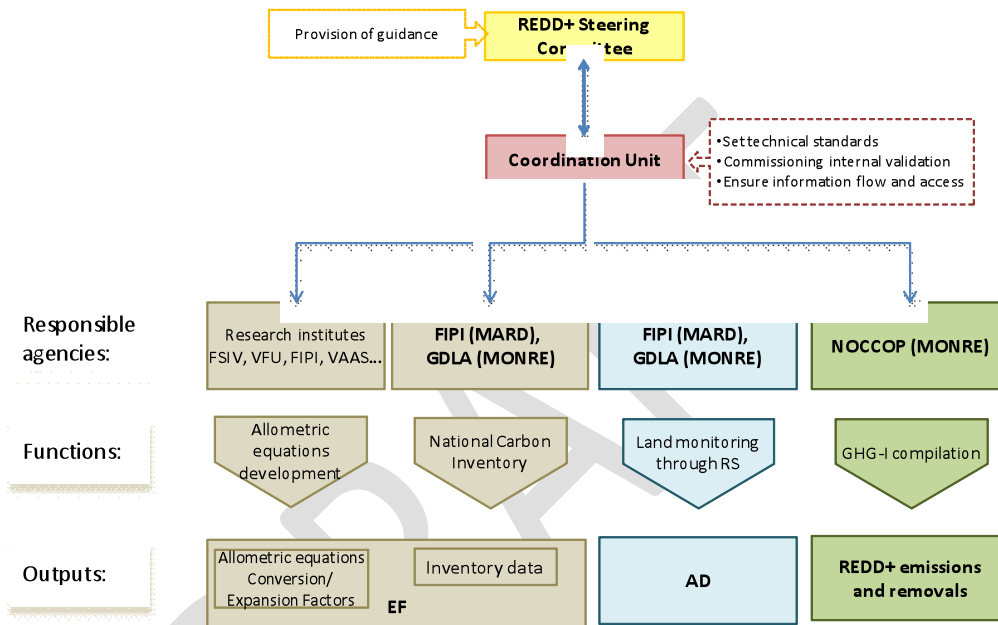 Provision of guidance
REDD+ Steering
Committee
Coordination Unit
•Set technical standards
•Commissioning internal validation
•Ensure information flow and access
Responsible
agencies:
Research institutes
FSIV, VFU, FIPI, VAAS...
FIPI (MARD),
GDLA (MONRE)
FIPI (MARD),
GDLA (MONRE)
NOCCOP (MONRE)
Functions:
Allometric
equations
development
National Carbon
Inventory
Land monitoring
through RS
GHG-I compilation
Outputs:
Allometric equations
Conversion/
Expansion Factors
Inventory data
EF
AD
REDD+ emissions
and removals